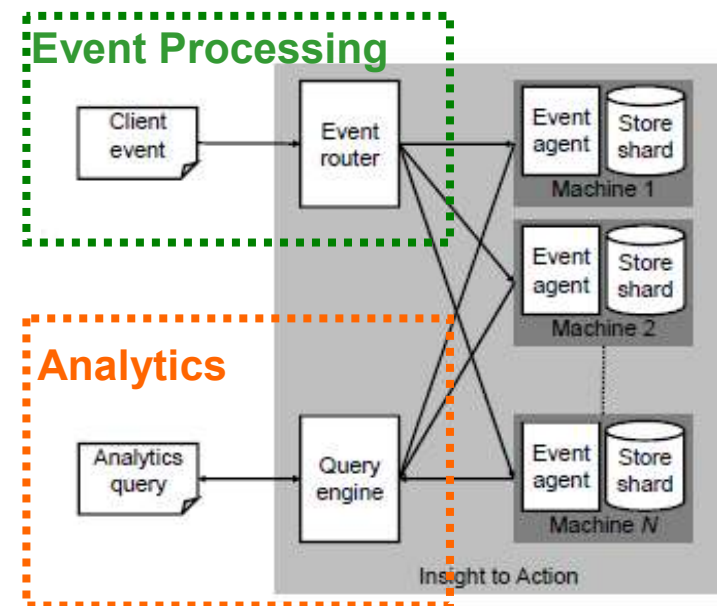 Event Processing
Client
event
Event
router
Event
agent
Store
shard
Machine 1
Event
agent
Store
shard
Machine 2
Analytics
Analytics
query
Query
engine
Event
agent
Store
shard
Machine N
Insight to Action